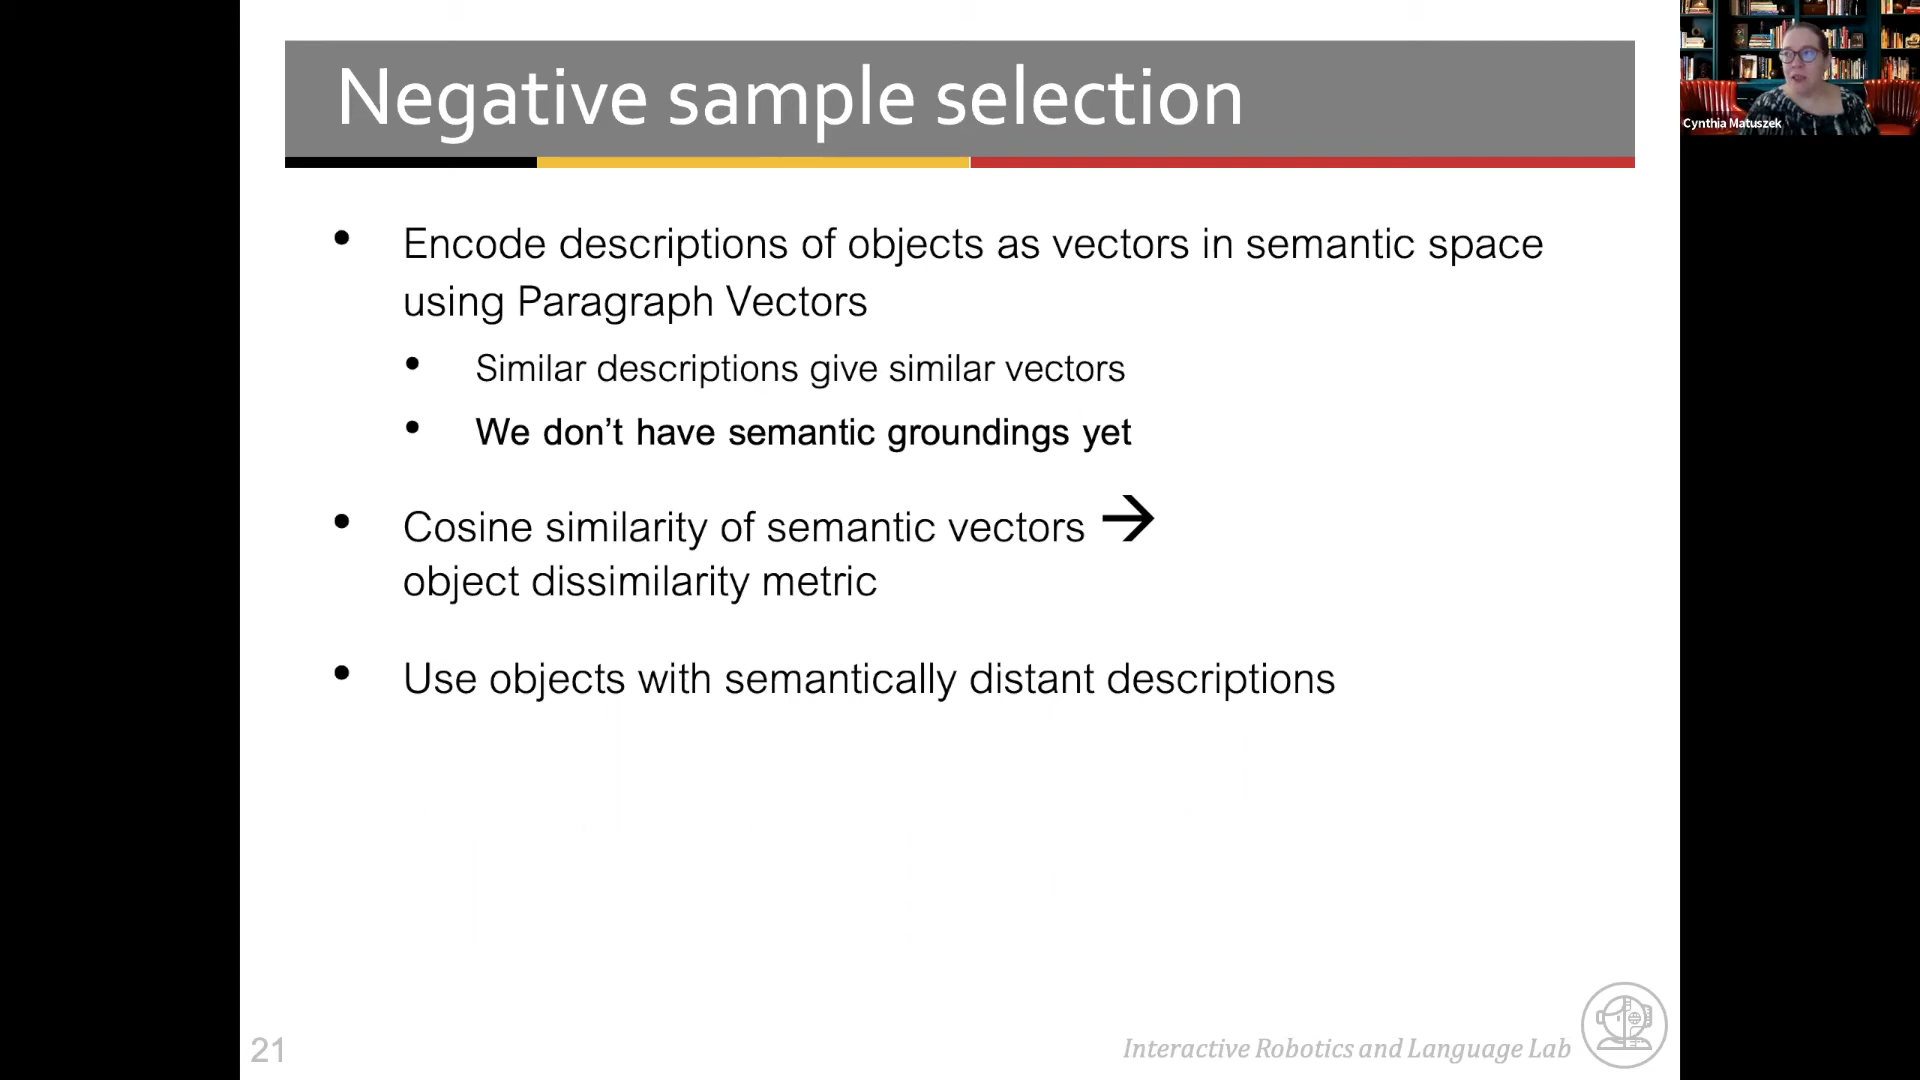 Negative sample selection
Cynthia Matuszek
• Encode descriptions of objects as vectors in semantic space
using Paragraph Vectors
• Similar descriptions give similar vectors
• We don’t have semantic groundings yet
• Cosine similarity of semantic vectors →
object dissimilarity metric
• Use objects with semantically distant descriptions
21
Interactive Robotics and Language Lab